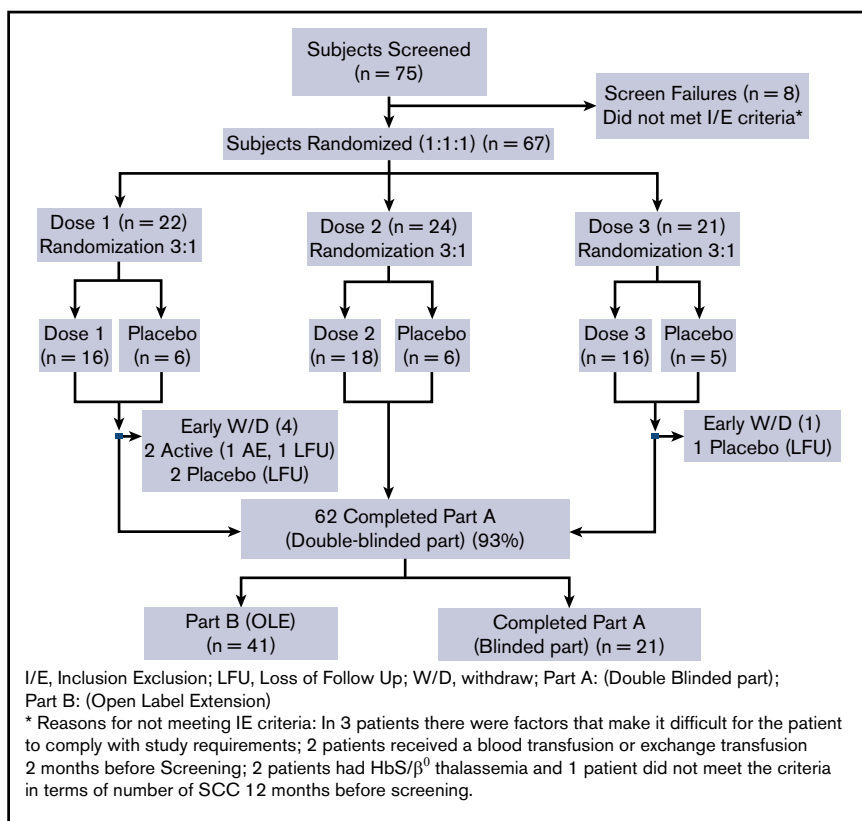 Subjects Screened
(n = 75)
Screen Failures (n = 8)
Did not met I/E criteria*
Subjects Randomized (1:1:1) (n = 67)
Dose 1 (n = 22)
Randomization 3:1
Dose 2 (n = 24)
Randomization 3:1
Dose 3 (n = 21)
Randomization 3:1
Dose 1
(n = 16)
Placebo
(n = 6)
Dose 2
(n = 18)
Placebo
(n = 6)
Dose 3
(n = 16)
Placebo
(n = 5)
Early W/D (4)
2 Active (1 AE, 1 LFU)
2 Placebo (LFU)
Early W/D (1)
1 Placebo (LFU)
62 Completed Part A
(Double-blinded part) (93%)
Part B (OLE)
(n = 41)
Completed Part A
(Blinded part) (n = 21)
I/E, Inclusion Exclusion; LFU, Loss of Follow Up; W/D, withdraw; Part A: (Double Blinded part);
Part B: (Open Label Extension)
* Reasons for not meeting IE criteria: In 3 patients there were factors that make it difficult for the patient
to comply with study requirements; 2 patients received a blood transfusion or exchange transfusion
2 months before Screening; 2 patients had HbS/β⁰ thalassemia and 1 patient did not meet the criteria
in terms of number of SCC 12 months before screening.